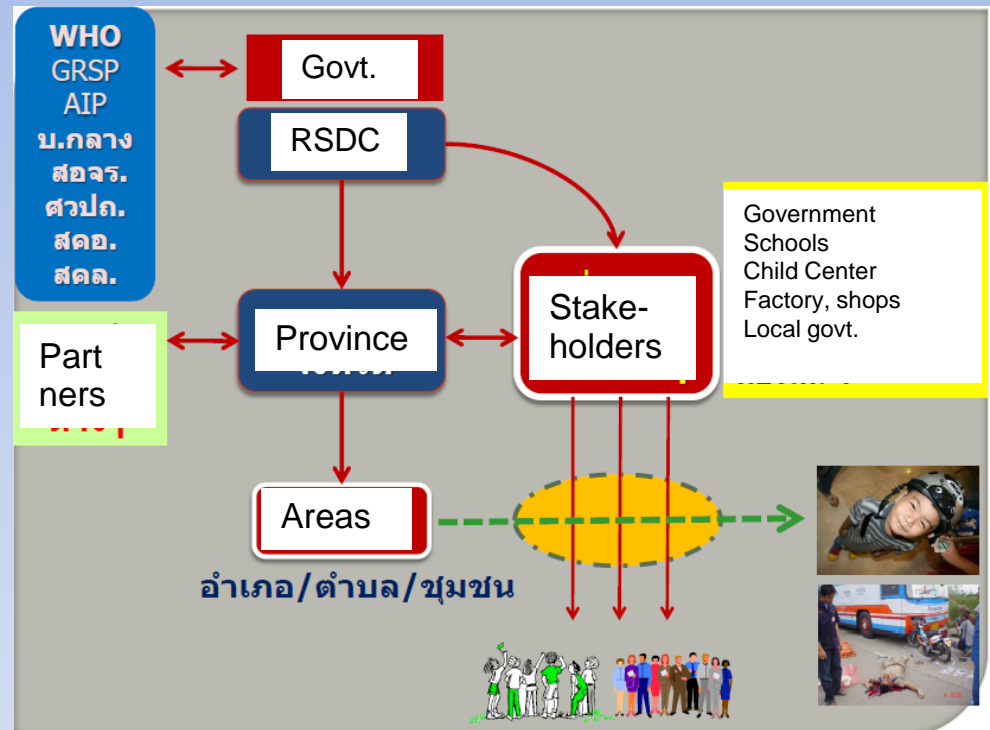 WHO
GRSP
AIP
บ.กลาง
สอจร.
ศวปถ.
สคอ.
สคล.
Govt.
RSDC
Government
Schools
Child Center
Factory, shops
Local govt.
Part
ners
Province
Stake-
holders
Areas
อำเภอ/ตำบล/ชุมชน